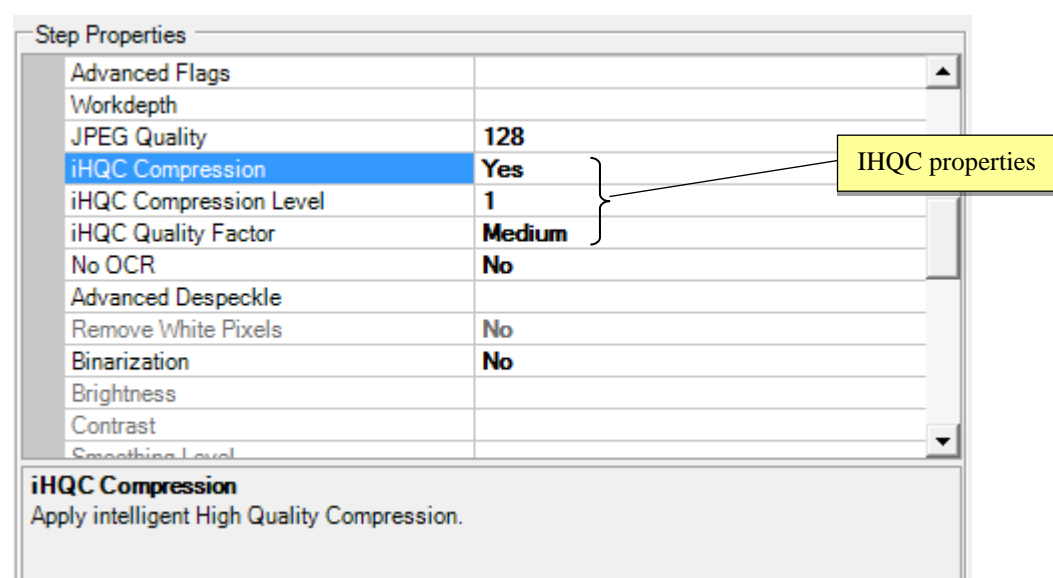 Step Properties
Advanced Flags
Workdepth
JPEG Quality 128
iHQC Compression Yes
IHQC properties
iHQC Compression Level 1
iHQC Quality Factor Medium
No OCR No
Advanced Despeckle
Remove White Pixels No
Binarization No
Brightness
Contrast
Smoothing Level
iHQC Compression
Apply intelligent High Quality Compression.